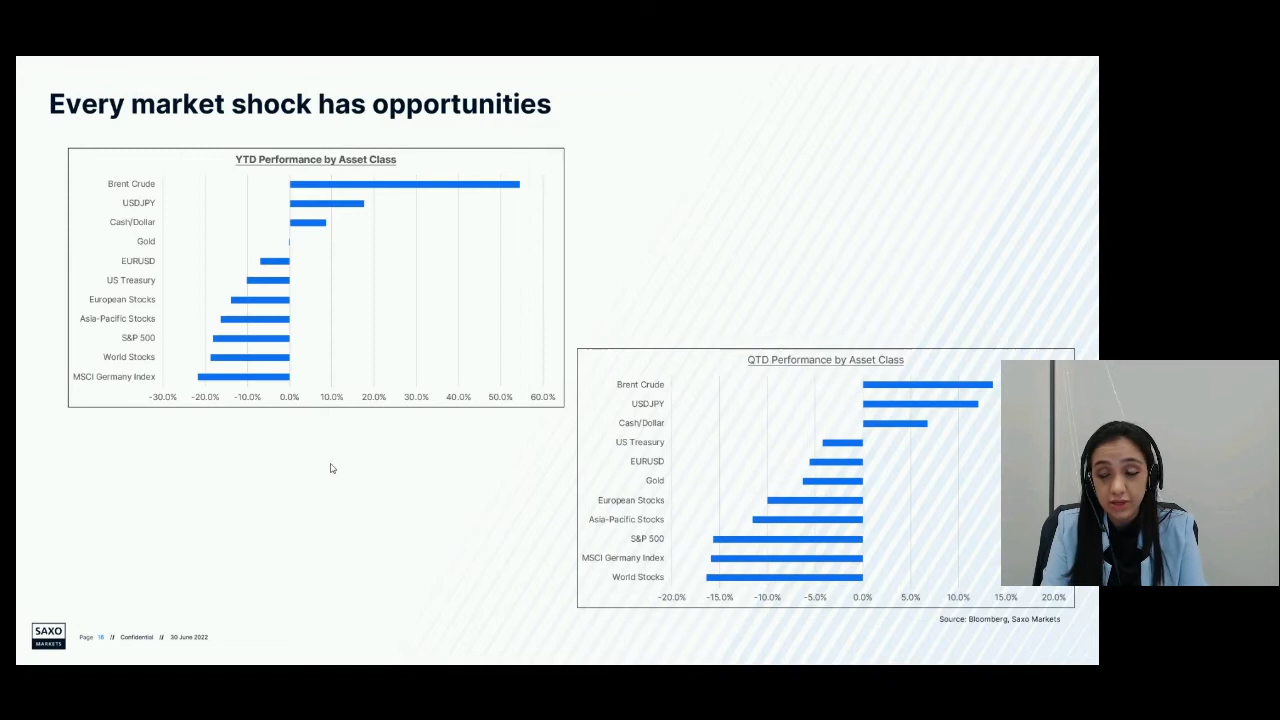 Every market shock has opportunities
YTD Performance by Asset Class
Brent Crude
USDJPY
Cash/Dollar
Gold
EURUSD
US Treasury
European Stocks
Asia-Pacific Stocks
S&P 500
World Stocks
MSCI Germany Index
-30.0% -20.0% -10.0% 0.0% 10.0% 20.0% 30.0% 40.0% 50.0% 60.0%
QTD Performance by Asset Class
Brent Crude
USDJPY
Cash/Dollar
US Treasury
EURUSD
Gold
European Stocks
Asia-Pacific Stocks
S&P 500
MSCI Germany Index
World Stocks
-20.0% -15.0% -10.0% -5.0% 0.0% 5.0% 10.0% 15.0% 20.0%
Source: Bloomberg, Saxo Markets
SAXO
MARKETS
Page 18 // Confidential // 30 June 2022